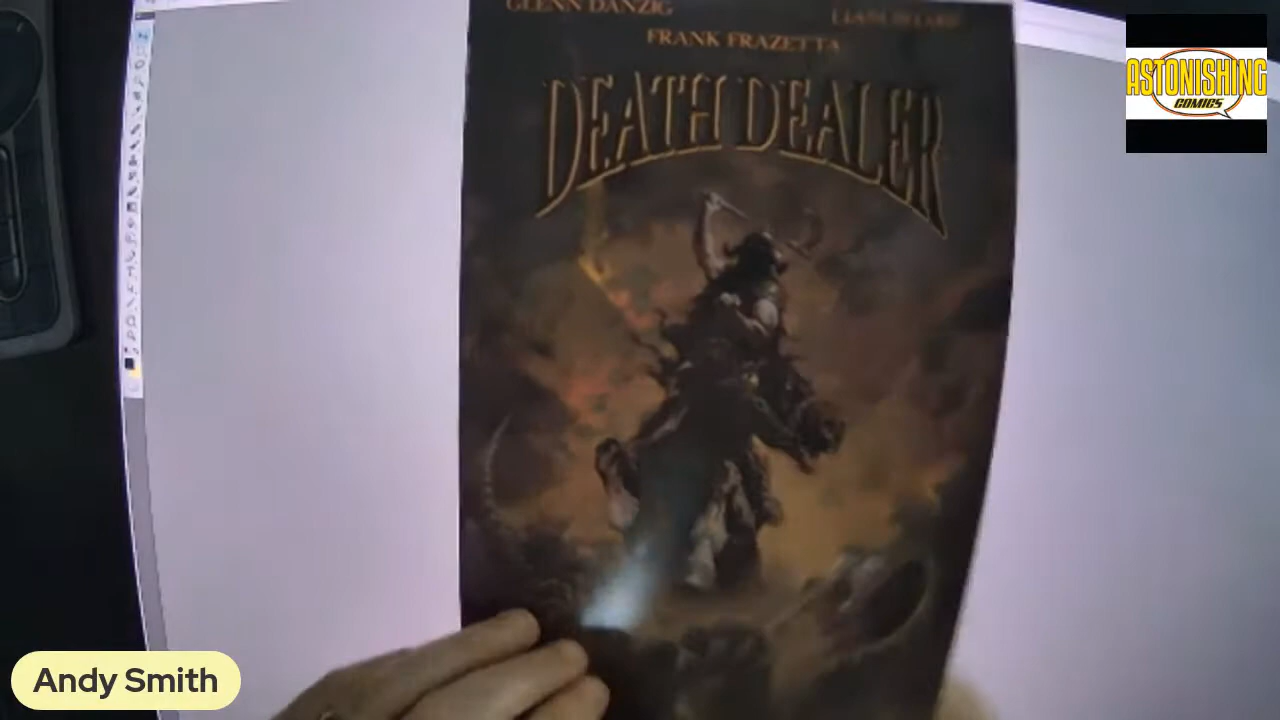 GLENN DANZIG
FRANK FRAZETTA
DEATH DEALER
ASTONISHING
COMICS
Andy Smith